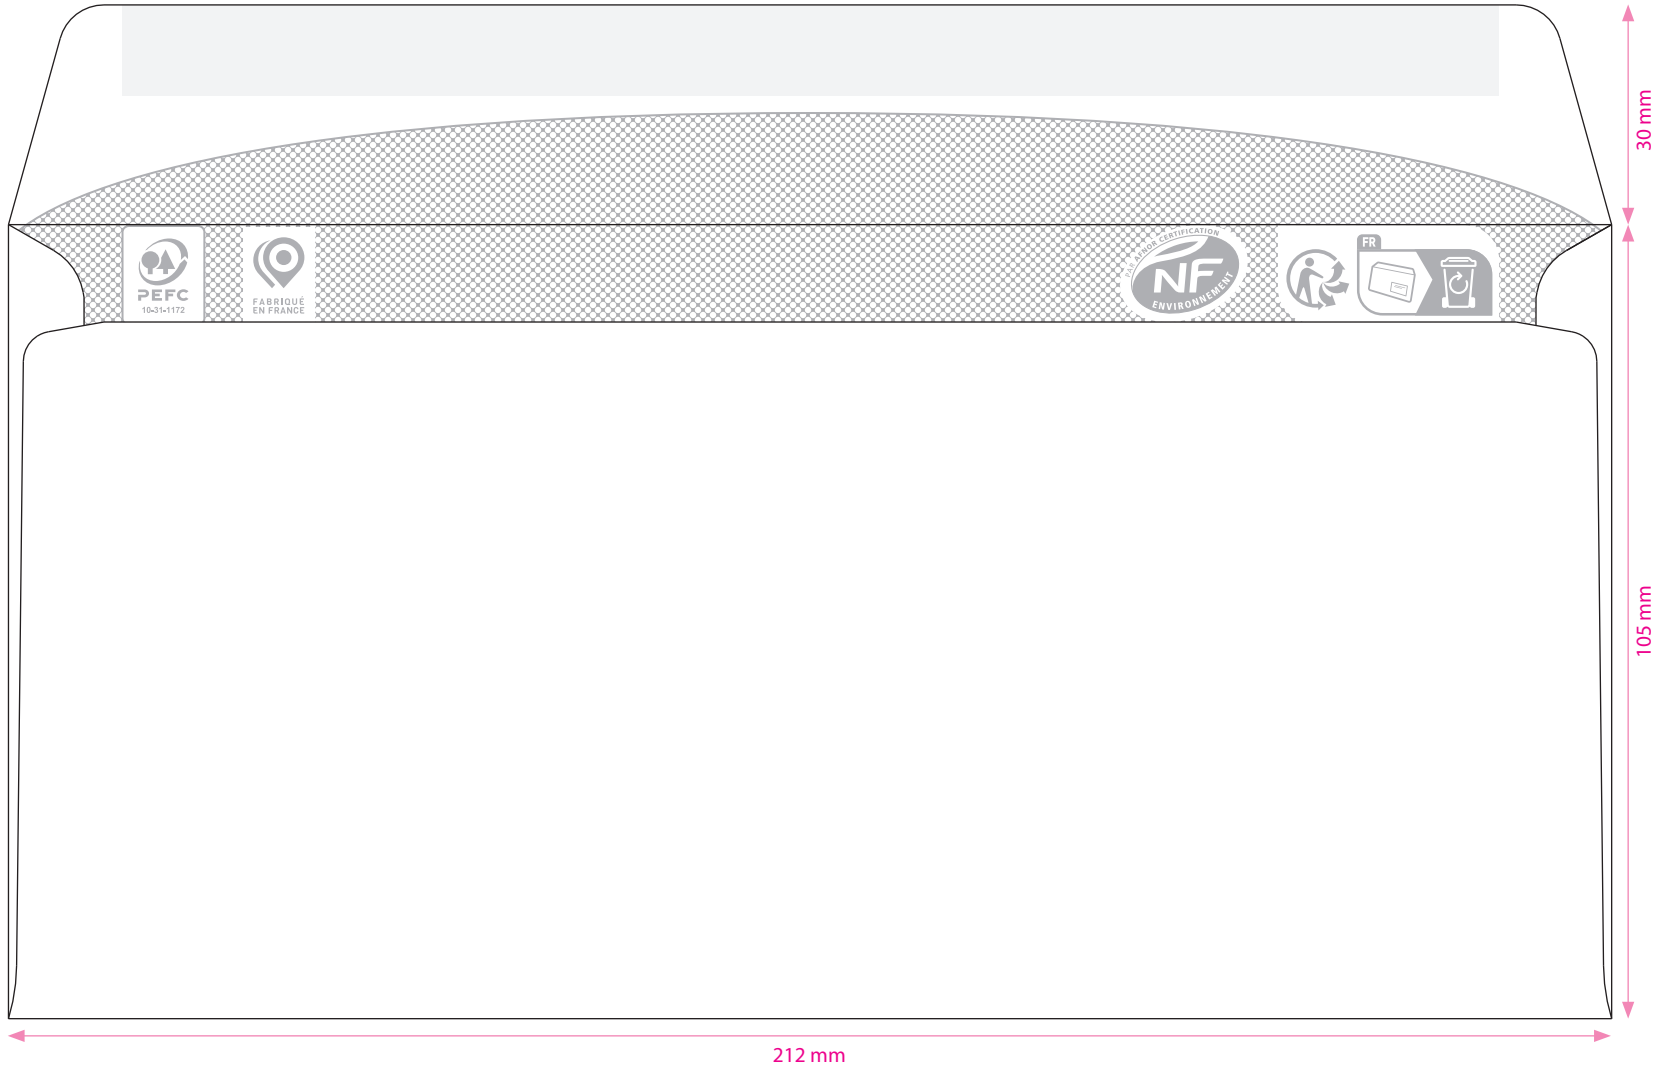 30 mm
PEFC
10-31-1172
FABRIQUÉ
EN FRANCE
PAR AFNOR CERTIFICATION
NF
ENVIRONNEMENT
FR
105 mm
212 mm